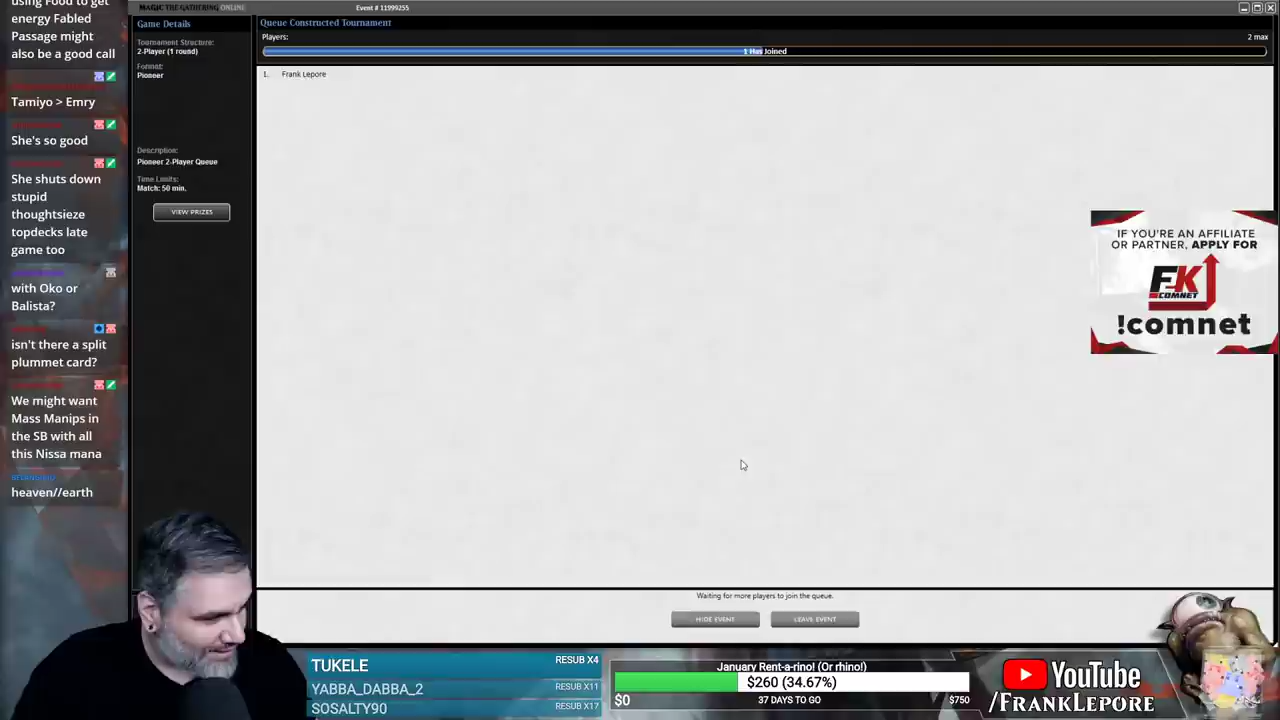 using Food to get
energy Fabled
Passage might
also be a good call
Tamiyo > Emry
She's so good
She shuts down
stupid
thoughtsieze
topdecks late
game too
with Oko or
Balista?
isn't there a split
plummet card?
We might want
Mass Manips in
the SB with all
this Nissa mana
heaven//earth
MAGIC THE GATHERING ONLINE
Event # 11999255
Game Details
Tournament Structure:
2-Player (1 round)
Format:
Pioneer
Description:
Pioneer 2-Player Queue
Time Limits:
Match: 50 min.
VIEW PRIZES
Queue Constructed Tournament
Players:
2 max
1 Has Joined
1. Frank Lepore
IF YOU'RE AN AFFILIATE
OR PARTNER, APPLY FOR
COMNET
!comnet
Waiting for more players to join the queue.
HIDE EVENT
LEAVE EVENT
TUKELE RESUB X4
YABBA_DABBA_2 RESUB X11
SOSALTY90 RESUB X17
January Rent-a-rino! (Or rhino!)
$260 (34.67%)
$0 37 DAYS TO GO $750
YouTube
/FRANKLEPORE